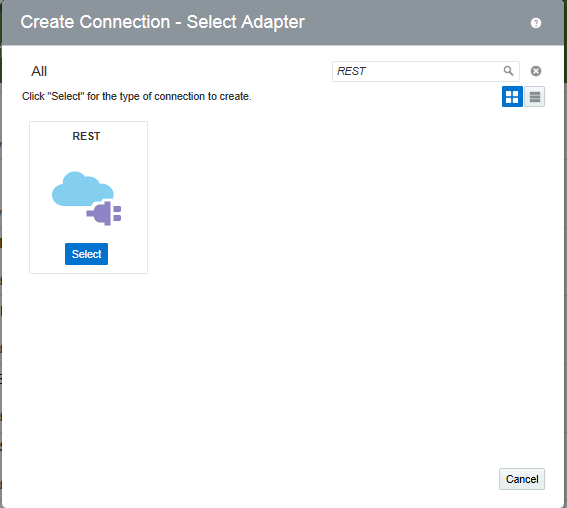 Create Connection - Select Adapter
?
All
REST
Click "Select" for the type of connection to create.
REST
Select
Cancel